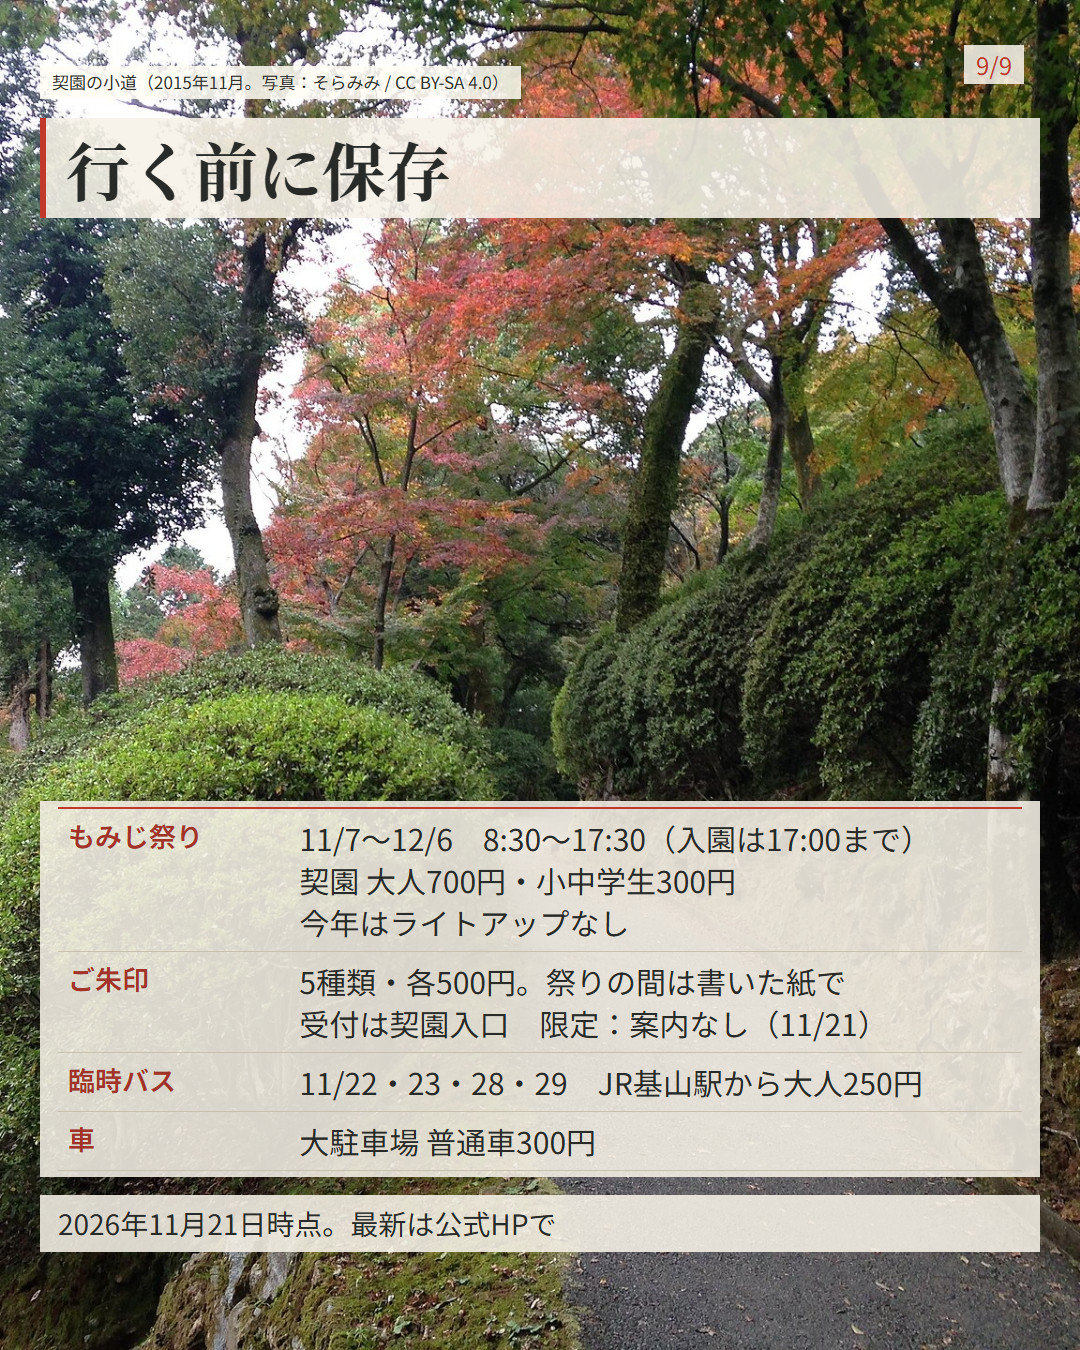 契園の小道（2015年11月。写真：そらみみ / CC BY-SA 4.0）
9/9
行く前に保存
もみじ祭り
11/7〜12/6　8:30〜17:30（入園は17:00まで）
契園 大人700円・小中学生300円
今年はライトアップなし
ご朱印
5種類・各500円。祭りの間は書いた紙で
受付は契園入口　限定：案内なし（11/21）
臨時バス
11/22・23・28・29　JR基山駅から大人250円
車
大駐車場 普通車300円
2026年11月21日時点。最新は公式HPで